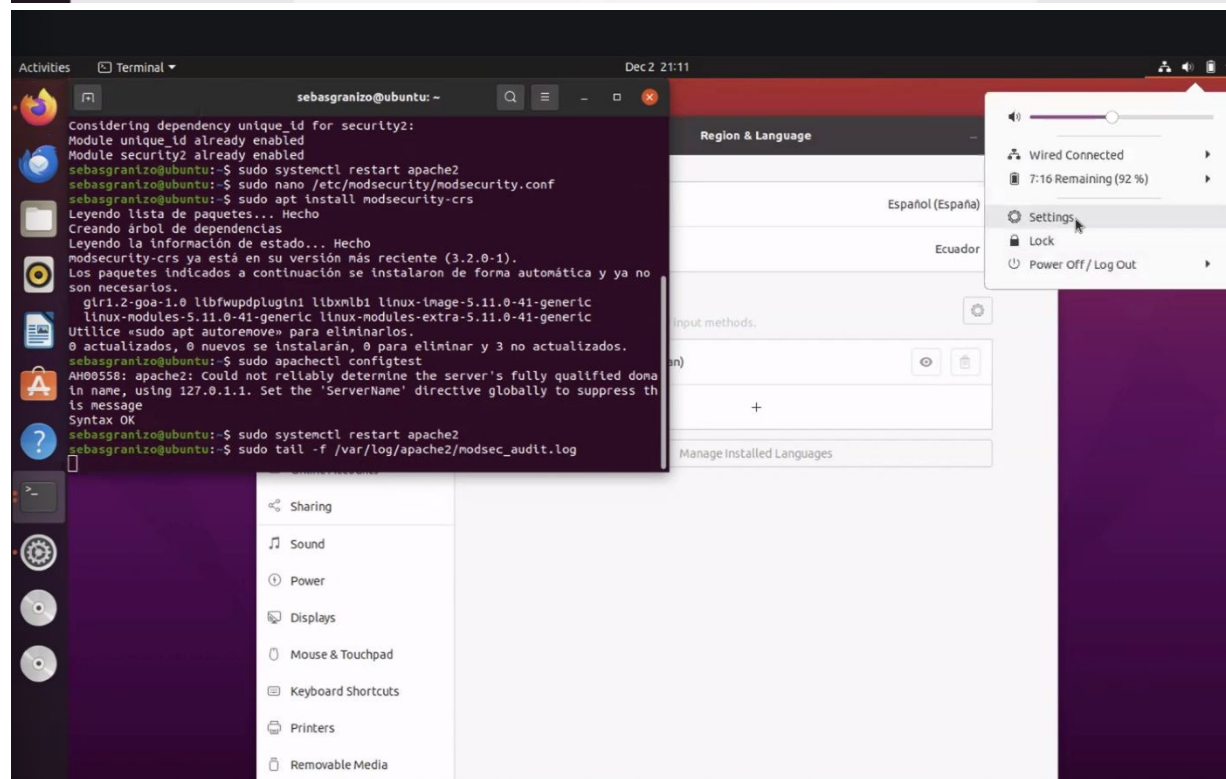 Activities
Terminal
Dec 2 21:11
sebasgranizo@ubuntu: ~
Considering dependency unique_id for security2:
Module unique_id already enabled
Module security2 already enabled
sebasgranizo@ubuntu:~$ sudo systemctl restart apache2
sebasgranizo@ubuntu:~$ sudo nano /etc/modsecurity/modsecurity.conf
sebasgranizo@ubuntu:~$ sudo apt install modsecurity-crs
Leyendo lista de paquetes... Hecho
Creando árbol de dependencias
Leyendo la información de estado... Hecho
modsecurity-crs ya está en su versión más reciente (3.2.0-1).
Los paquetes indicados a continuación se instalaron de forma automática y ya no
son necesarios.
gir1.2-goa-1.0 libfwupdplugin1 libxmlb1 linux-image-5.11.0-41-generic
linux-modules-5.11.0-41-generic linux-modules-extra-5.11.0-41-generic
Utilice «sudo apt autoremove» para eliminarlos.
0 actualizados, 0 nuevos se instalarán, 0 para eliminar y 3 no actualizados.
sebasgranizo@ubuntu:~$ sudo apachectl configtest
AH00558: apache2: Could not reliably determine the server's fully qualified doma
in name, using 127.0.1.1. Set the 'ServerName' directive globally to suppress th
is message
Syntax OK
sebasgranizo@ubuntu:~$ sudo systemctl restart apache2
sebasgranizo@ubuntu:~$ sudo tail -f /var/log/apache2/modsec_audit.log
Region & Language
Español (España)
Ecuador
input methods.
an)
Manage Installed Languages
Online Accounts
Sharing
Sound
Power
Displays
Mouse & Touchpad
Keyboard Shortcuts
Printers
Removable Media
Wired Connected
7:16 Remaining (92 %)
Settings
Lock
Power Off / Log Out